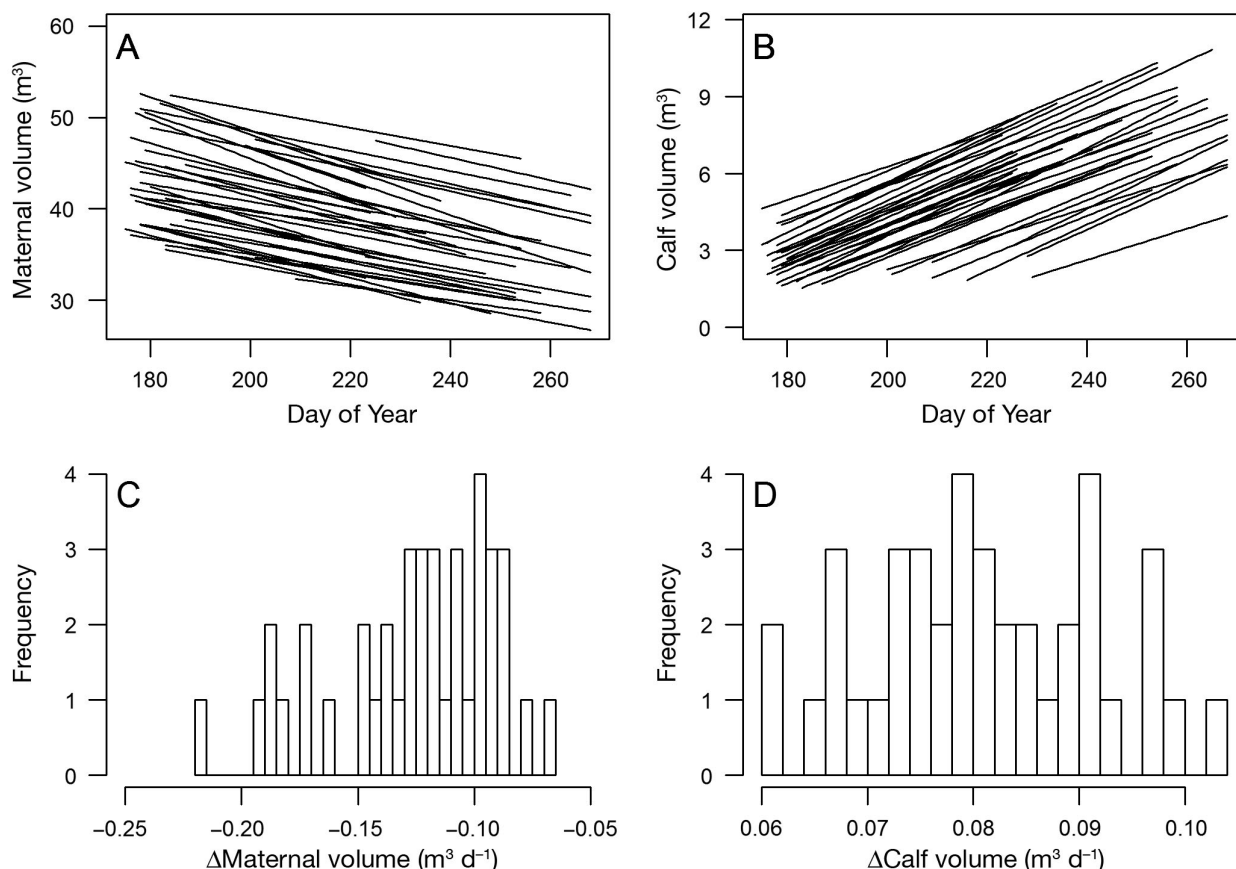 A
Maternal volume (m³)
60
50
40
30
180 200 220 240 260
Day of Year
B
Calf volume (m³)
12
9
6
3
0
180 200 220 240 260
Day of Year
C
Frequency
4
3
2
1
0
−0.25 −0.20 −0.15 −0.10 −0.05
ΔMaternal volume (m³ d⁻¹)
D
Frequency
4
3
2
1
0
0.06 0.07 0.08 0.09 0.10
ΔCalf volume (m³ d⁻¹)